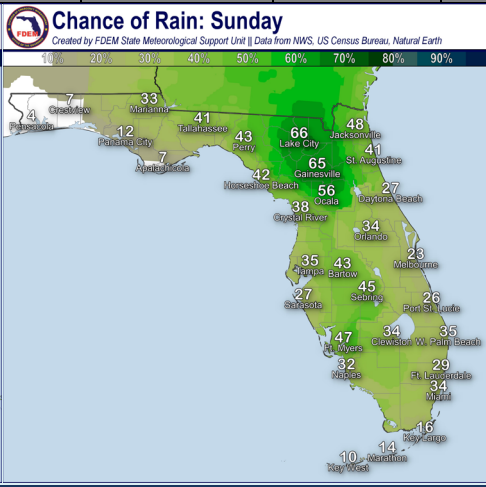 Chance of Rain: Sunday
FDEM
Created by FDEM State Meteorological Support Unit || Data from NWS, US Census Bureau, Natural Earth
10% 20% 30% 40% 50% 60% 70% 80% 90%
4
Pensacola
7
Crestview
33
Marianna
12
Panama City
7
Apalachicola
41
Tallahassee
43
Perry
66
Lake City
48
Jacksonville
41
St. Augustine
65
Gainesville
42
Horseshoe Beach
56
Ocala
27
Daytona Beach
38
Crystal River
34
Orlando
23
Melbourne
35
Tampa
43
Bartow
27
Sarasota
45
Sebring
26
Port St. Lucie
47
Ft. Myers
34
Clewiston
35
W. Palm Beach
32
Naples
29
Ft. Lauderdale
34
Miami
16
Key Largo
14
Marathon
10
Key West